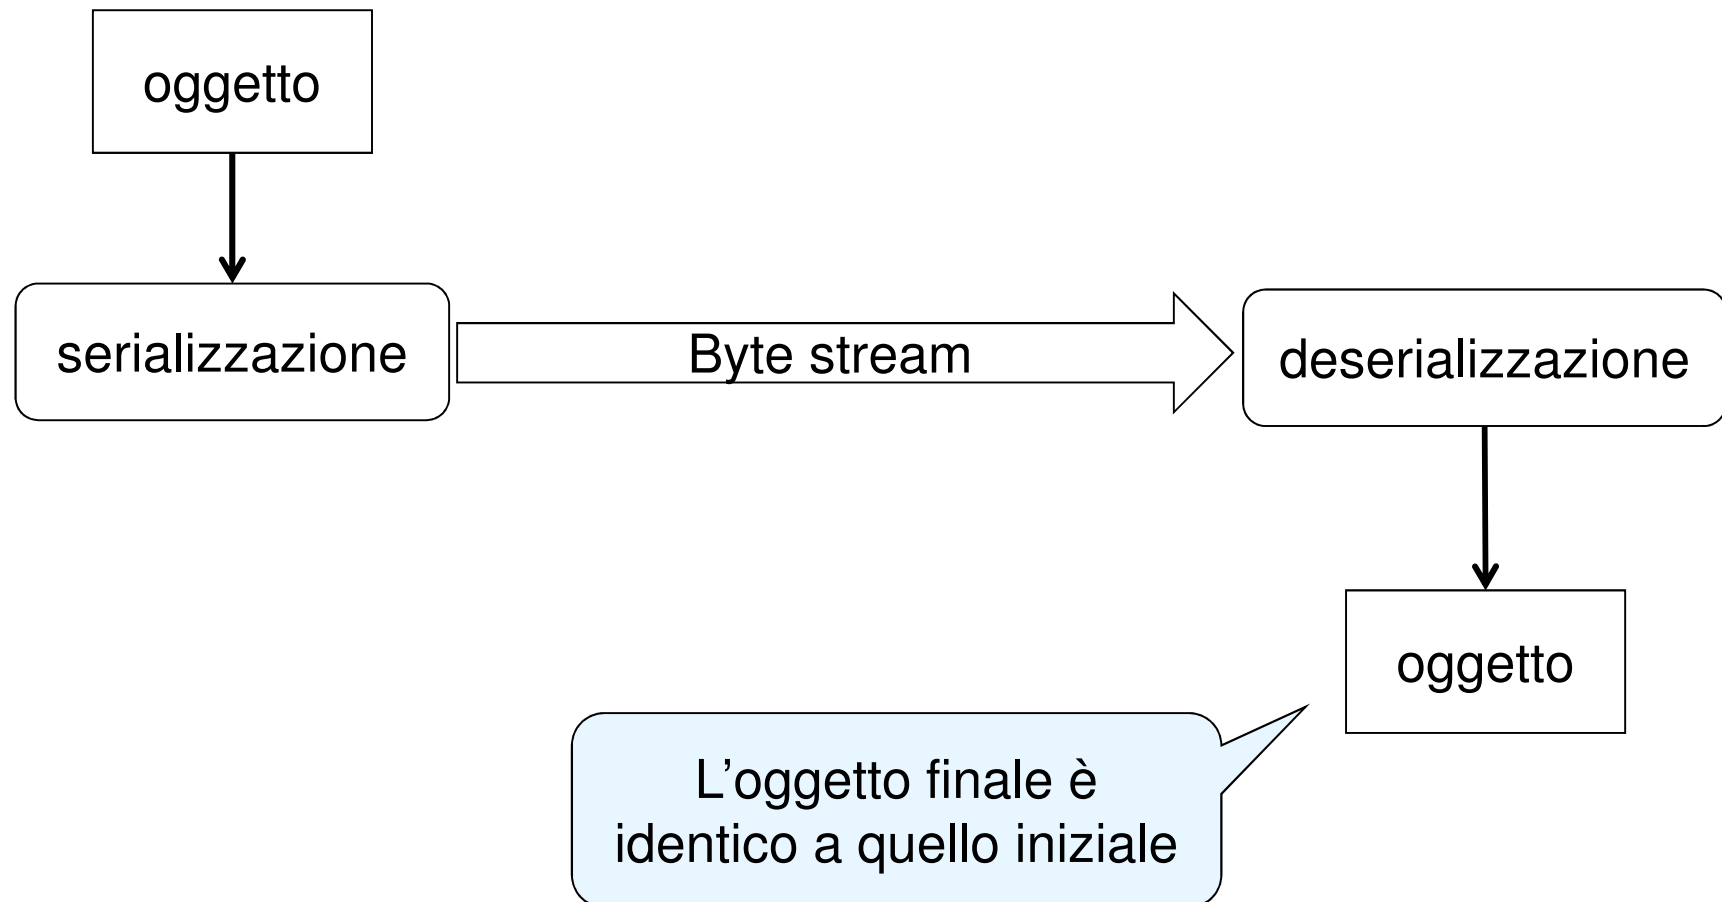 oggetto
serializzazione
Byte stream
deserializzazione
oggetto
L’oggetto finale è
identico a quello iniziale